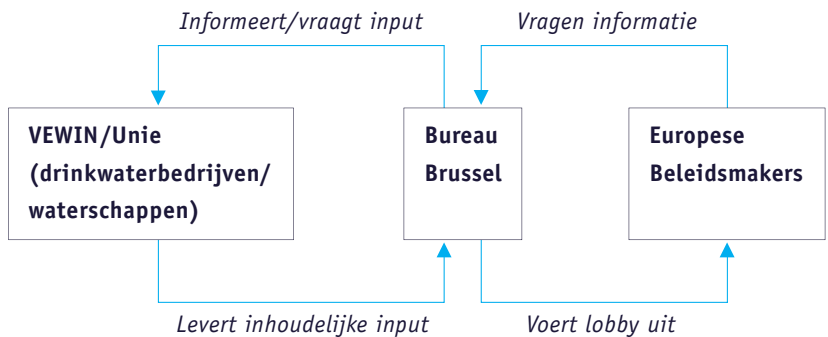 Informeert/vraagt input
Vragen informatie
VEWIN/Unie
(drinkwaterbedrijven/
waterschappen)
Bureau
Brussel
Europese
Beleidsmakers
Levert inhoudelijke input
Voert lobby uit